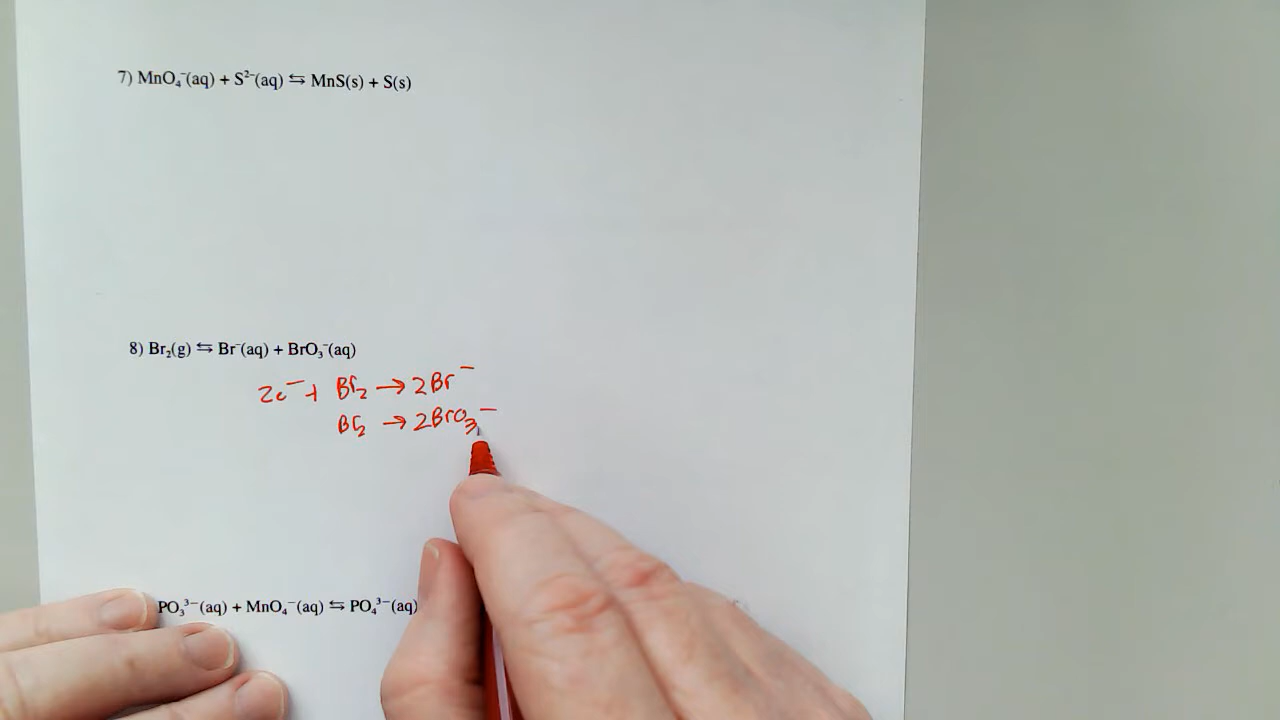 7) MnO₄⁻(aq) + S²⁻(aq) ⇆ MnS(s) + S(s)
8) Br₂(g) ⇆ Br⁻(aq) + BrO₃⁻(aq)
2e⁻ + Br₂ → 2Br⁻
Br₂ → 2BrO₃⁻
PO₃³⁻(aq) + MnO₄⁻(aq) ⇆ PO₄³⁻(aq)